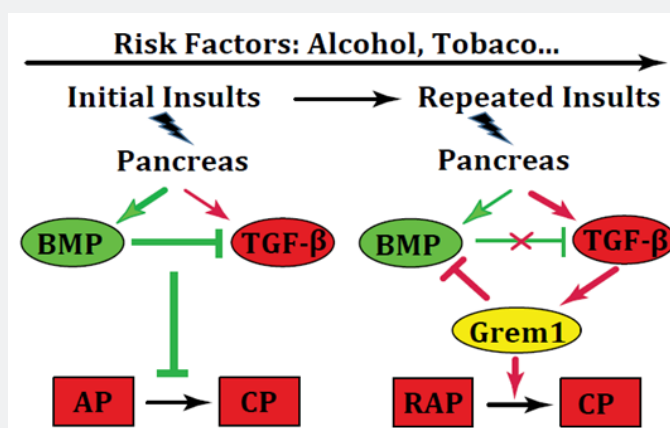 Risk Factors: Alcohol, Tobaco...
Initial Insults Repeated Insults
Pancreas Pancreas
BMP TGF-β BMP TGF-β
Grem1
AP CP RAP CP